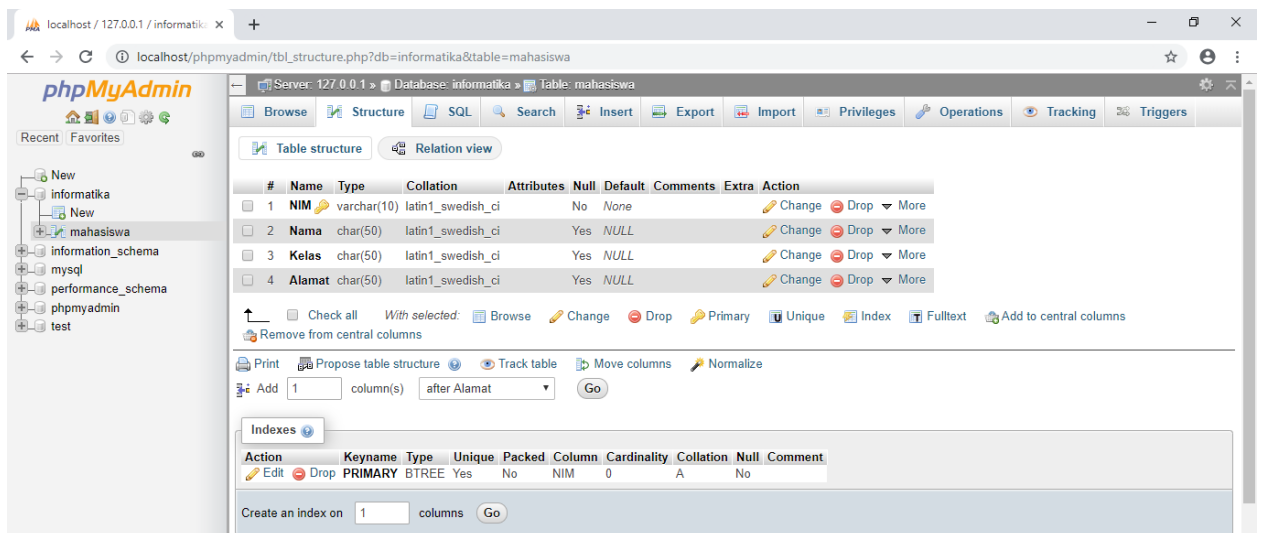 localhost / 127.0.0.1 / informatika
localhost/phpmyadmin/tbl_structure.php?db=informatika&table=mahasiswa
phpMyAdmin
Recent Favorites
New
informatika
New
mahasiswa
information_schema
mysql
performance_schema
phpmyadmin
test
Server: 127.0.0.1 » Database: informatika » Table: mahasiswa
Browse Structure SQL Search Insert Export Import Privileges Operations Tracking Triggers
Table structure Relation view
# Name Type Collation Attributes Null Default Comments Extra Action
1 NIM varchar(10) latin1_swedish_ci No None Change Drop More
2 Nama char(50) latin1_swedish_ci Yes NULL Change Drop More
3 Kelas char(50) latin1_swedish_ci Yes NULL Change Drop More
4 Alamat char(50) latin1_swedish_ci Yes NULL Change Drop More
Check all With selected: Browse Change Drop Primary Unique Index Fulltext Add to central columns
Remove from central columns
Print Propose table structure Track table Move columns Normalize
Add 1 column(s) after Alamat Go
Indexes
Action Keyname Type Unique Packed Column Cardinality Collation Null Comment
Edit Drop PRIMARY BTREE Yes No NIM 0 A No
Create an index on 1 columns Go